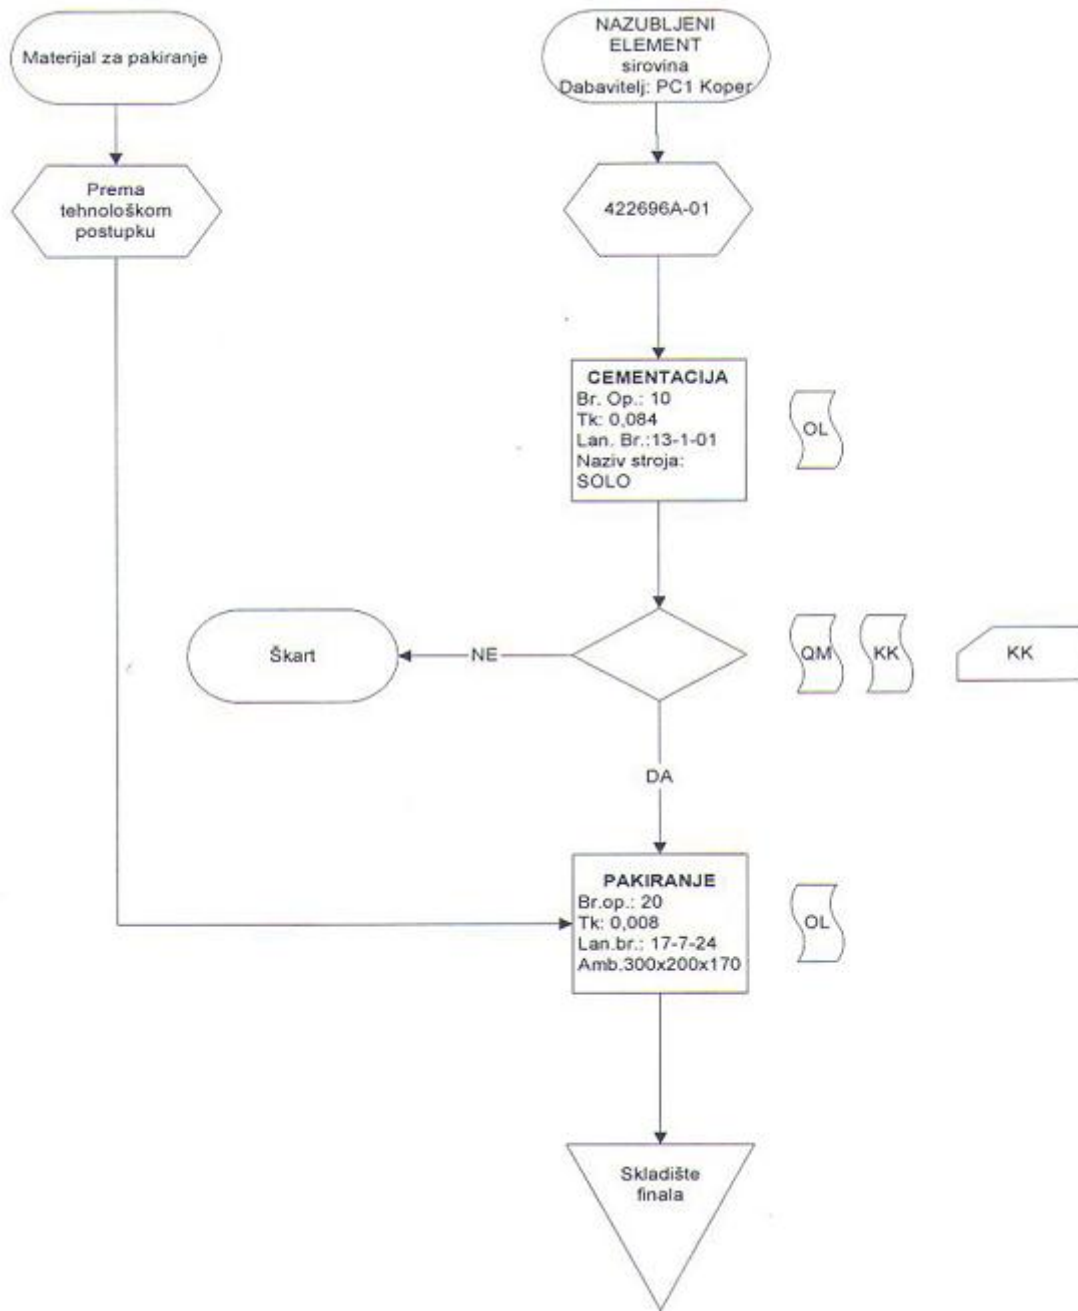 Materijal za pakiranje
NAZUBLJENI
ELEMENT
sirovina
Dabavitelj: PC1 Koper
Prema
tehnološkom
postupku
422696A-01
CEMENTACIJA
Br. Op.: 10
Tk: 0,084
Lan. Br.:13-1-01
Naziv stroja:
SOLO
OL
Škart
NE
QM
KK
KK
DA
PAKIRANJE
Br.op.: 20
Tk: 0,008
Lan.br.: 17-7-24
Amb.300x200x170
OL
Skladište
finala